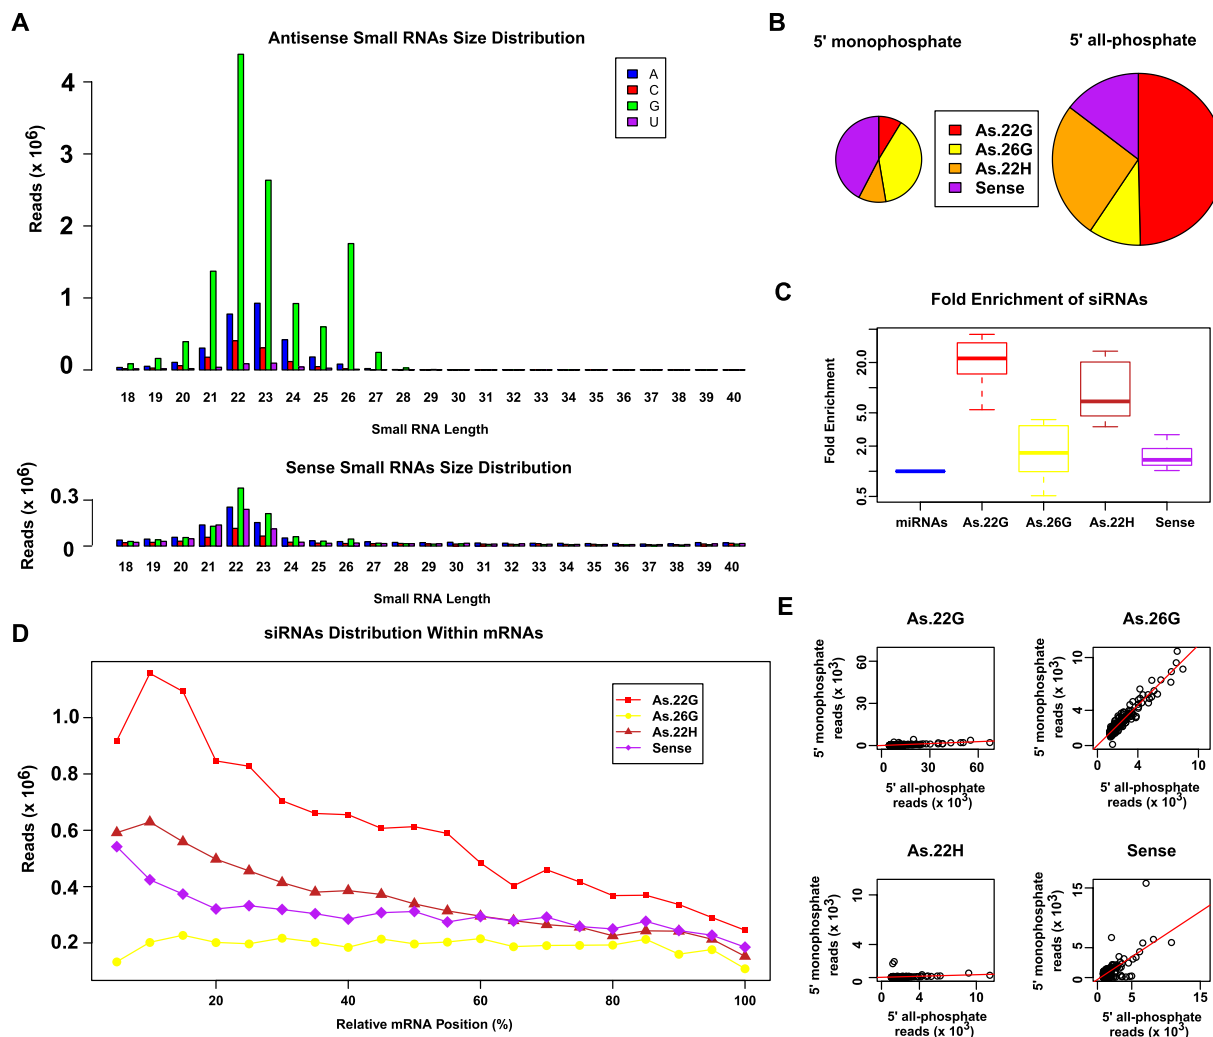 A
Antisense Small RNAs Size Distribution
Reads (x 10⁶)
4
3
2
1
0
A
C
G
U
18 19 20 21 22 23 24 25 26 27 28 29 30 31 32 33 34 35 36 37 38 39 40
Small RNA Length
Sense Small RNAs Size Distribution
Reads (x 10⁶)
0.3
0
18 19 20 21 22 23 24 25 26 27 28 29 30 31 32 33 34 35 36 37 38 39 40
Small RNA Length
B
5' monophosphate
5' all-phosphate
As.22G
As.26G
As.22H
Sense
C
Fold Enrichment of siRNAs
Fold Enrichment
20.0
5.0
2.0
0.5
miRNAs As.22G As.26G As.22H Sense
D
siRNAs Distribution Within mRNAs
Reads (x 10⁶)
1.0
0.8
0.6
0.4
0.2
As.22G
As.26G
As.22H
Sense
20 40 60 80 100
Relative mRNA Position (%)
E
As.22G
5' monophosphate
reads (x 10³)
60
30
0
0 30 60
5' all-phosphate
reads (x 10³)
As.26G
5' monophosphate
reads (x 10³)
10
4
0
0 4 10
5' all-phosphate
reads (x 10³)
As.22H
5' monophosphate
reads (x 10³)
10
4
0
0 4 10
5' all-phosphate
reads (x 10³)
Sense
5' monophosphate
reads (x 10³)
15
5
0
0 5 15
5' all-phosphate
reads (x 10³)